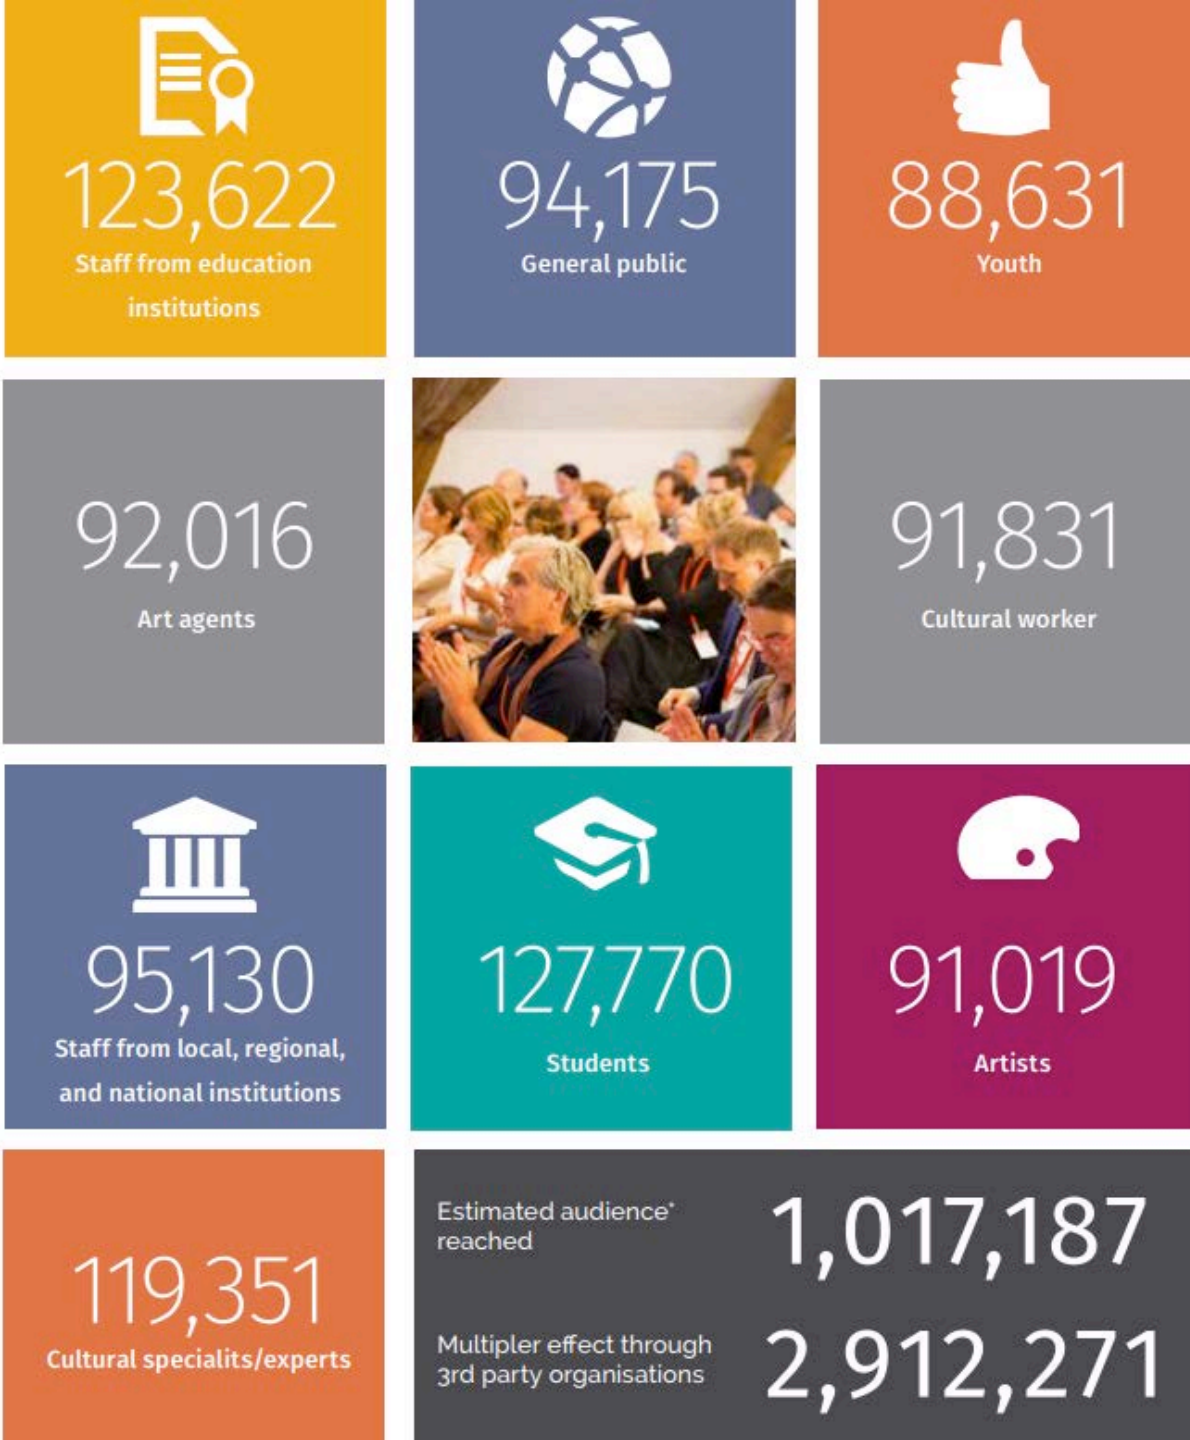 123,622
Staff from education
institutions
94,175
General public
88,631
Youth
92,016
Art agents
91,831
Cultural worker
95,130
Staff from local, regional,
and national institutions
127,770
Students
91,019
Artists
119,351
Cultural specialits/experts
Estimated audience*
reached
1,017,187
Multipler effect through
3rd party organisations
2,912,271